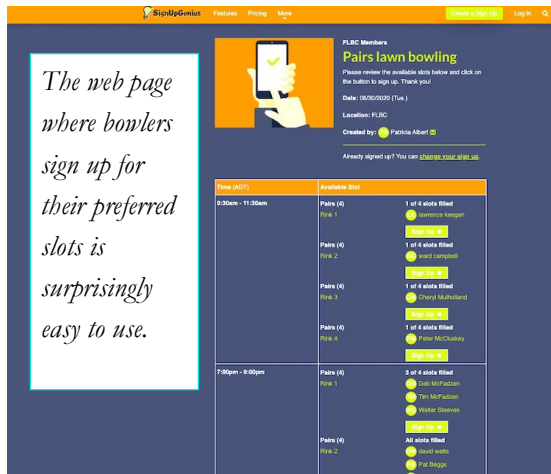 SignUpGenius Features Pricing More Create a Sign Up Log In
FLBC Members
Pairs lawn bowling
Please review the available slots below and click on
the button to sign up. Thank you!
Date: 06/30/2020 (Tue.)
Location: FLBC
Created by: Patricia Albert
Already signed up? You can change your sign up.
The web page
where bowlers
sign up for
their preferred
slots is
surprisingly
easy to use.
Time (ADT) Available Slot
9:30am - 11:30am Pairs (4) 1 of 4 slots filled
Rink 1 lawrence keegan
Sign Up
Pairs (4) 1 of 4 slots filled
Rink 2 ward campbell
Sign Up
Pairs (4) 1 of 4 slots filled
Rink 3 Cheryl Mulholland
Sign Up
Pairs (4) 1 of 4 slots filled
Rink 4 Peter McCluskey
Sign Up
7:00pm - 9:00pm Pairs (4) 3 of 4 slots filled
Rink 1 Deb McFadzen
Tim McFadzen
Walter Steeves
Sign Up
Pairs (4) All slots filled
Rink 2 david watts
Pat Beggs